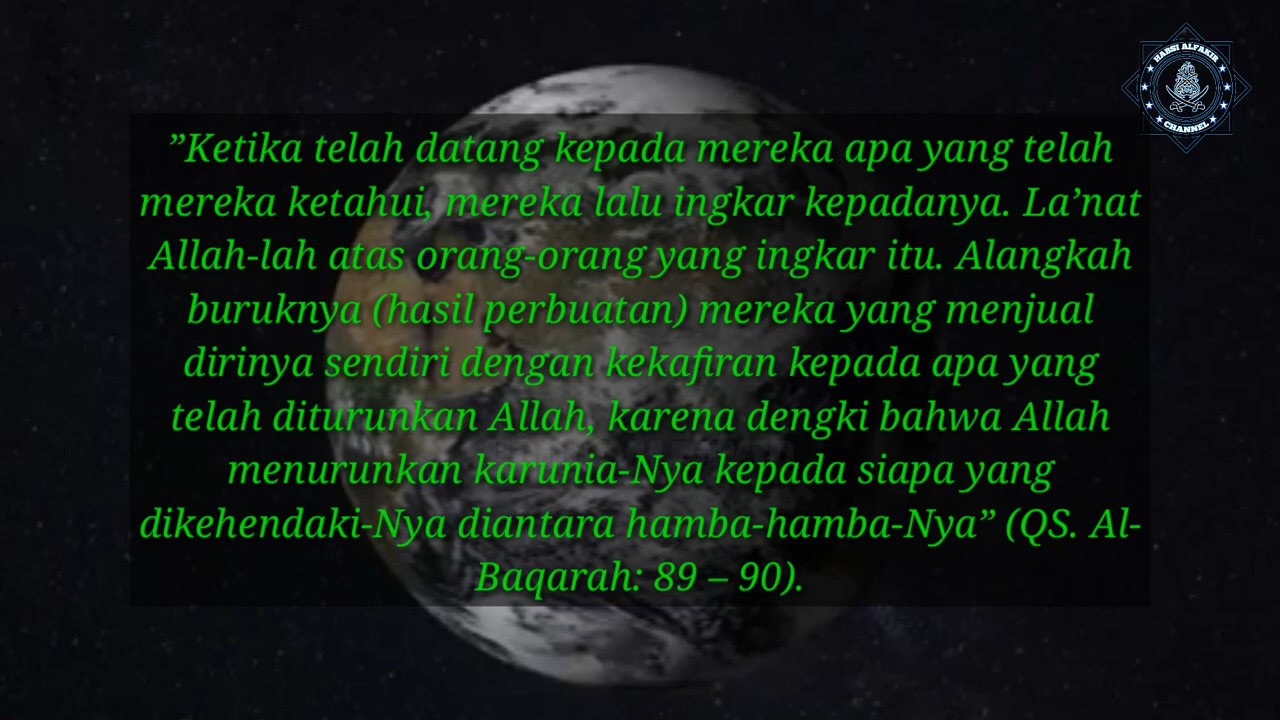 ”Ketika telah datang kepada mereka apa yang telah
mereka ketahui, mereka lalu ingkar kepadanya. La’nat
Allah-lah atas orang-orang yang ingkar itu. Alangkah
buruknya (hasil perbuatan) mereka yang menjual
dirinya sendiri dengan kekafiran kepada apa yang
telah diturunkan Allah, karena dengki bahwa Allah
menurunkan karunia-Nya kepada siapa yang
dikehendaki-Nya diantara hamba-hamba-Nya” (QS. Al-
Baqarah: 89 – 90).
HABSI ALFAKIR
CHANNEL